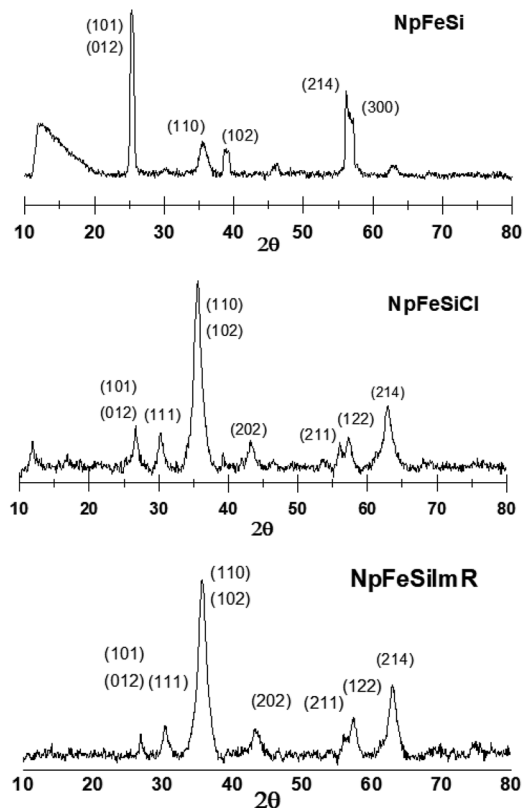 NpFeSi
(101)
(012)
(110)
(102)
(214)
(300)
10 20 30 40 50 60 70 80
2θ
NpFeSiCl
(110)
(102)
(101)
(012)
(111)
(202)
(211)
(122)
(214)
10 20 30 40 50 60 70 80
2θ
NpFeSiIm R
(110)
(102)
(101)
(012) (111)
(202)
(211)
(122)
(214)
10 20 30 40 50 60 70 80
2θ